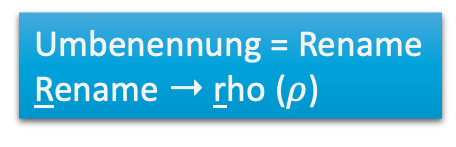 Umbenennung = Rename
Rename → rho (ρ)